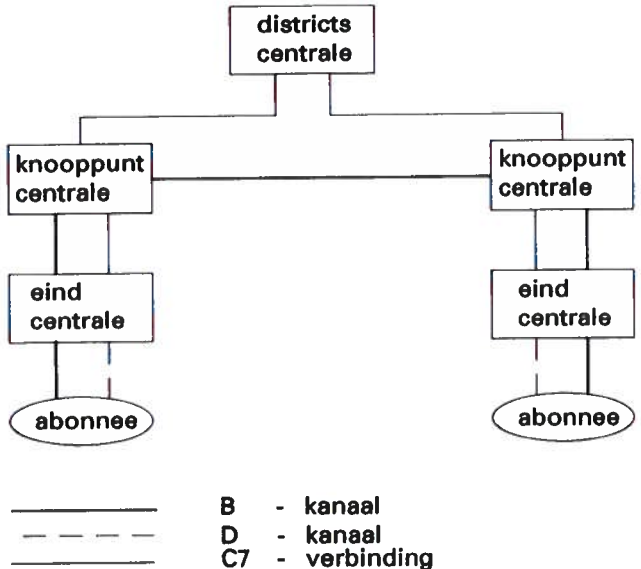 districts
centrale
knooppunt
centrale
knooppunt
centrale
eind
centrale
eind
centrale
abonnee
abonnee
B - kanaal
D - kanaal
C7 - verbinding